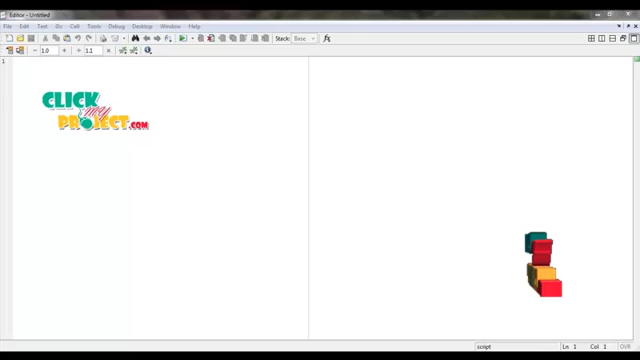 Editor - Untitled
File Edit Text Go Cell Tools Debug Desktop Window Help
Stack: Base fx
1.0 1.1
1
CLICK
my
PROJECT.COM
script Ln 1 Col 1 OVR